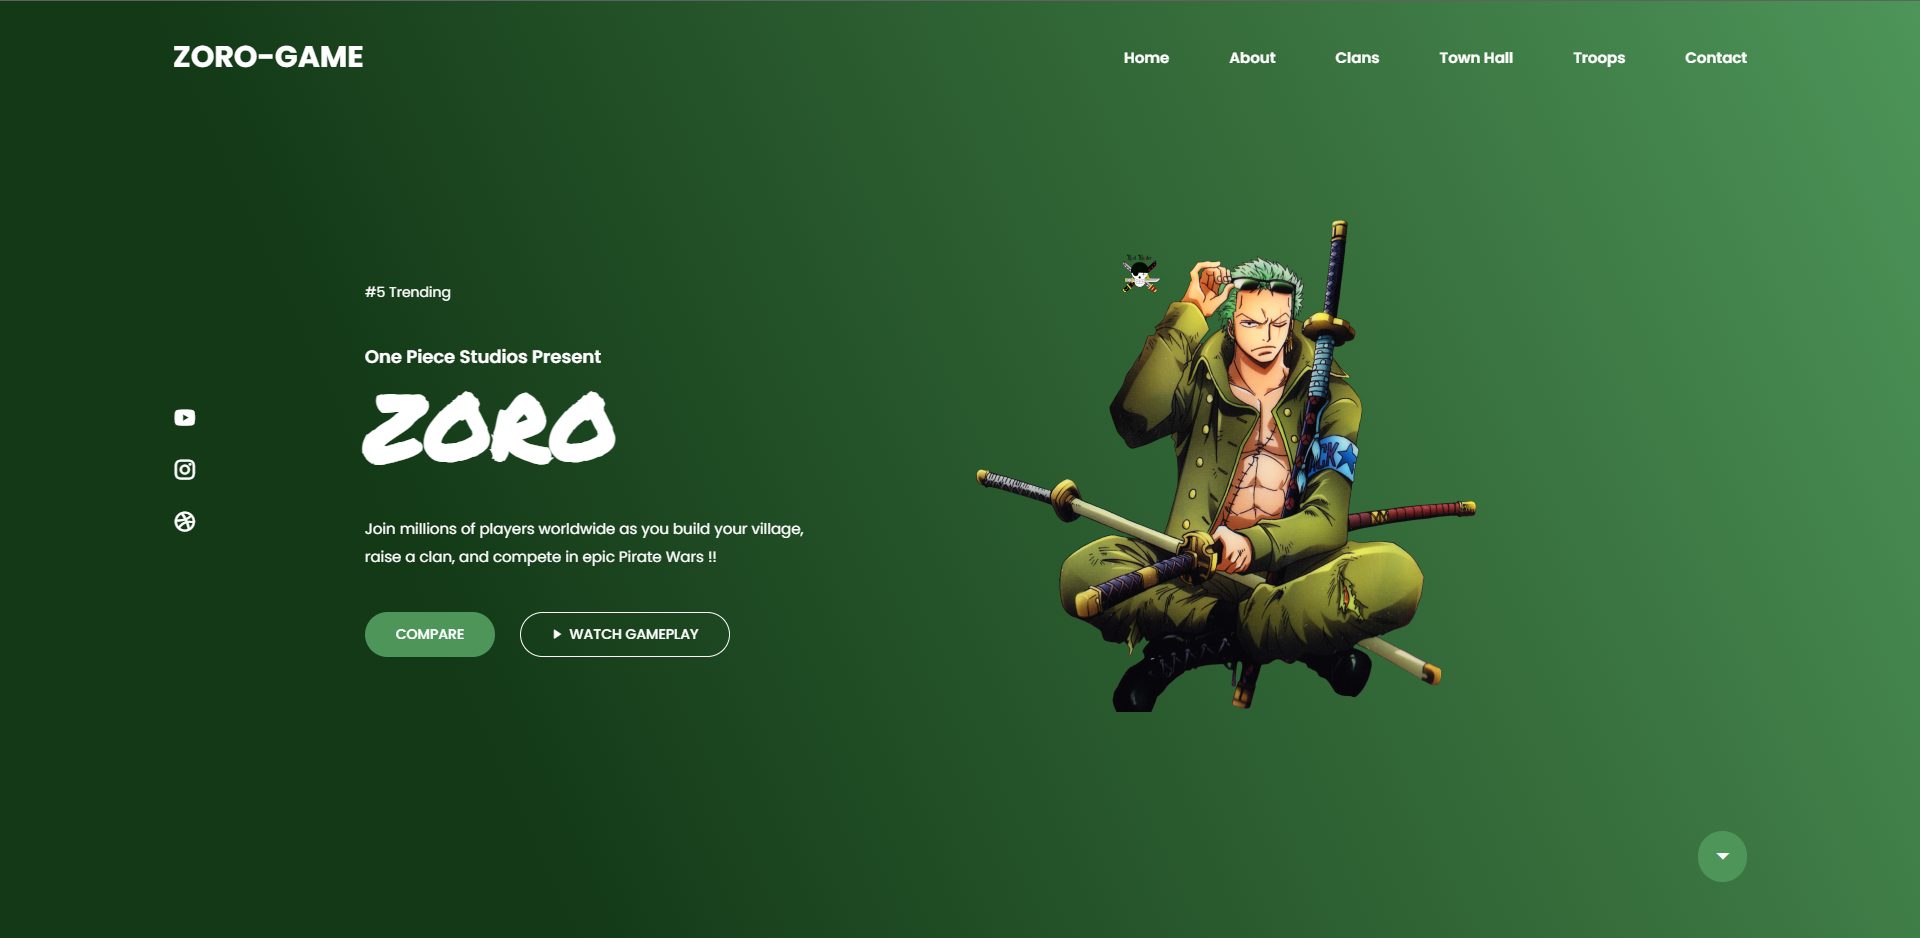 ZORO-GAME
Home About Clans Town Hall Troops Contact
#5 Trending
One Piece Studios Present
ZORO
Join millions of players worldwide as you build your village,
raise a clan, and compete in epic Pirate Wars !!
COMPARE
WATCH GAMEPLAY